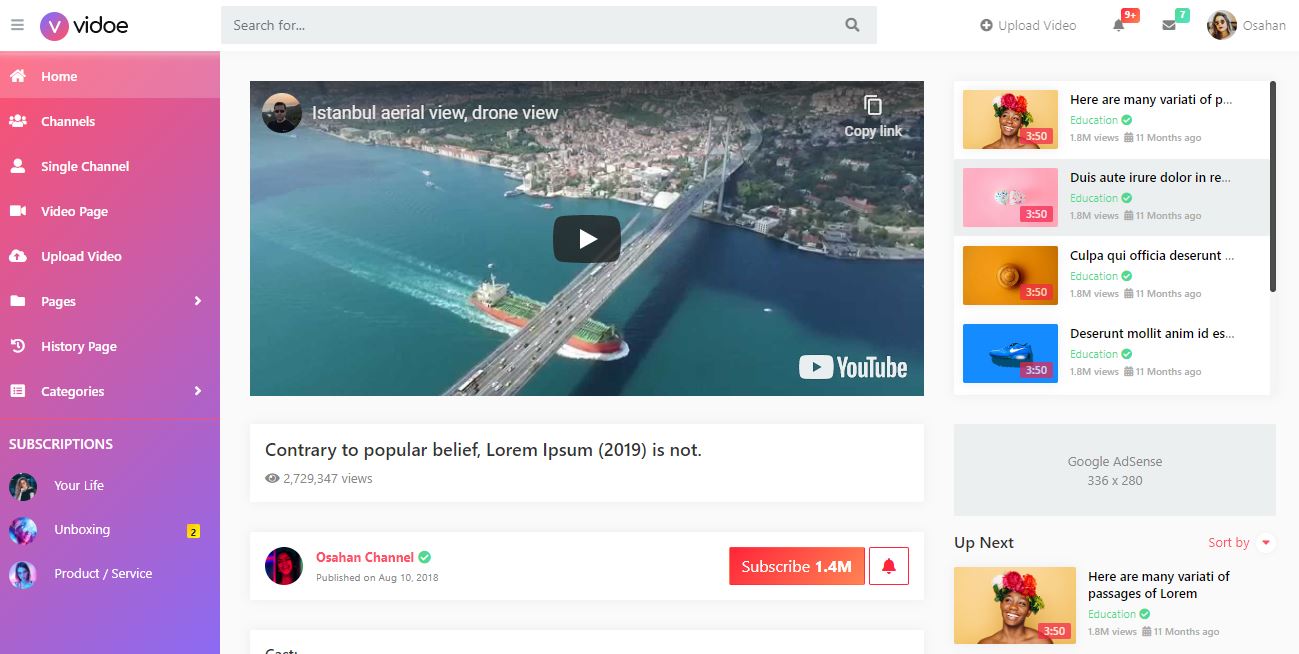 vidoe
Search for...
Upload Video
9+
7
Osahan
Home
Channels
Single Channel
Video Page
Upload Video
Pages
History Page
Categories
SUBSCRIPTIONS
Your Life
Unboxing
2
Product / Service
Istanbul aerial view, drone view
Copy link
YouTube
Contrary to popular belief, Lorem Ipsum (2019) is not.
2,729,347 views
Osahan Channel
Published on Aug 10, 2018
Subscribe 1.4M
Here are many variati of p...
Education
1.8M views 11 Months ago
3:50
Duis aute irure dolor in re...
Education
1.8M views 11 Months ago
3:50
Culpa qui officia deserunt ...
Education
1.8M views 11 Months ago
3:50
Deserunt mollit anim id es...
Education
1.8M views 11 Months ago
3:50
Google AdSense
336 x 280
Up Next
Sort by
Here are many variati of
passages of Lorem
Education
1.8M views 11 Months ago
3:50